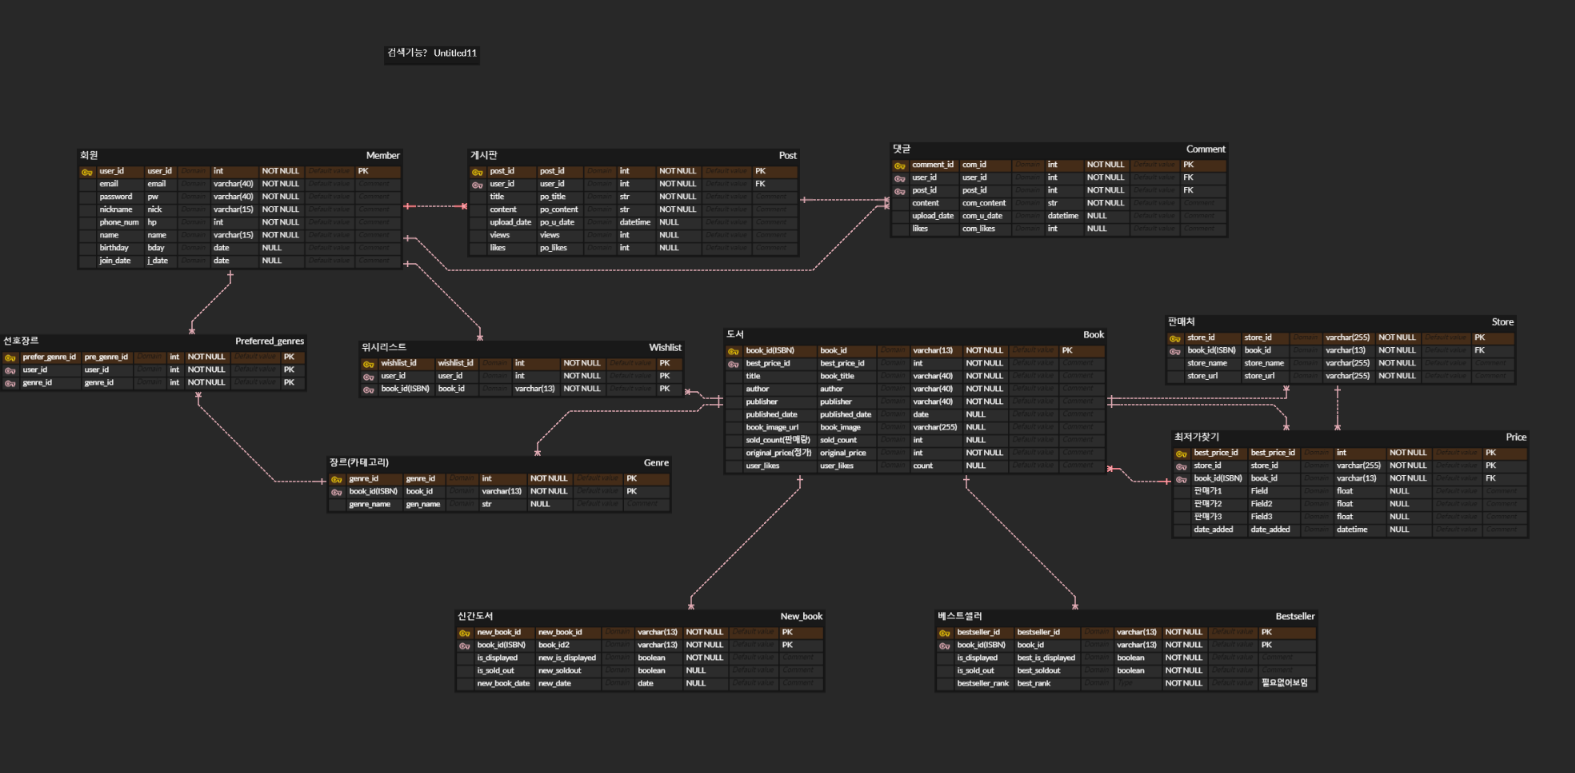 검색기능? Untitled11
회원 Member
user_id user_id Domain int NOT NULL Default value PK
email email Domain varchar(40) NOT NULL Default value Comment
password pw Domain varchar(40) NOT NULL Default value Comment
nickname nick Domain varchar(15) NOT NULL Default value Comment
phone_num hp Domain int NOT NULL Default value Comment
name name Domain varchar(15) NOT NULL Default value Comment
birthday bday Domain date NULL Default value Comment
join_date j_date Domain date NULL Default value Comment
게시판 Post
post_id post_id Domain int NOT NULL Default value PK
user_id user_id Domain int NOT NULL Default value FK
title po_title Domain str NOT NULL Default value Comment
content po_content Domain str NOT NULL Default value Comment
upload_date po_u_date Domain datetime NULL Default value Comment
views views Domain int NULL Default value Comment
likes po_likes Domain int NULL Default value Comment
댓글 Comment
comment_id com_id Domain int NOT NULL Default value PK
user_id user_id Domain int NOT NULL Default value FK
post_id post_id Domain int NOT NULL Default value FK
content com_content Domain str NOT NULL Default value Comment
upload_date com_u_date Domain datetime NULL Default value Comment
likes com_likes Domain int NULL Default value Comment
선호장르 Preferred_genres
prefer_genre_id pre_genre_id Domain int NOT NULL Default value PK
user_id user_id Domain int NOT NULL Default value PK
genre_id genre_id Domain int NOT NULL Default value PK
위시리스트 Wishlist
wishlist_id wishlist_id Domain int NOT NULL Default value PK
user_id user_id Domain int NOT NULL Default value PK
book_id(ISBN) book_id Domain varchar(13) NOT NULL Default value PK
도서 Book
book_id(ISBN) book_id Domain varchar(13) NOT NULL Default value PK
best_price_id best_price_id Domain int NOT NULL Default value Comment
title book_title Domain varchar(40) NOT NULL Default value Comment
author author Domain varchar(40) NOT NULL Default value Comment
publisher publisher Domain varchar(40) NOT NULL Default value Comment
published_date published_date Domain date NULL Default value Comment
book_image_url book_image Domain varchar(255) NULL Default value Comment
sold_count(판매량) sold_count Domain int NULL Default value Comment
original_price(정가) original_price Domain int NOT NULL Default value Comment
user_likes user_likes Domain count NULL Default value Comment
판매처 Store
store_id store_id Domain varchar(255) NOT NULL Default value PK
book_id(ISBN) book_id Domain varchar(13) NOT NULL Default value FK
store_name store_name Domain varchar(255) NOT NULL Default value Comment
store_url store_url Domain varchar(255) NOT NULL Default value Comment
장르(카테고리) Genre
genre_id genre_id Domain int NOT NULL Default value PK
book_id(ISBN) book_id Domain varchar(13) NOT NULL Default value PK
genre_name gen_name Domain str NULL Default value Comment
최저가찾기 Price
best_price_id best_price_id Domain int NOT NULL Default value PK
store_id store_id Domain varchar(255) NOT NULL Default value PK
book_id(ISBN) book_id Domain varchar(13) NOT NULL Default value FK
판매가1 Field Domain float NULL Default value Comment
판매가2 Field2 Domain float NULL Default value Comment
판매가3 Field3 Domain float NULL Default value Comment
date_added date_added Domain datetime NULL Default value Comment
신간도서 New_book
new_book_id new_book_id Domain varchar(13) NOT NULL Default value PK
book_id(ISBN) book_id2 Domain varchar(13) NOT NULL Default value PK
is_displayed new_is_displayed Domain boolean NOT NULL Default value Comment
is_sold_out new_soldout Domain boolean NULL Default value Comment
new_book_date new_date Domain date NULL Default value Comment
베스트셀러 Bestseller
bestseller_id bestseller_id Domain varchar(13) NOT NULL Default value PK
book_id(ISBN) book_id Domain varchar(13) NOT NULL Default value PK
is_displayed best_is_displayed Domain boolean NOT NULL Default value Comment
is_sold_out best_soldout Domain boolean NOT NULL Default value Comment
bestseller_rank best_rank Domain Type NOT NULL Default value 필요없어보임